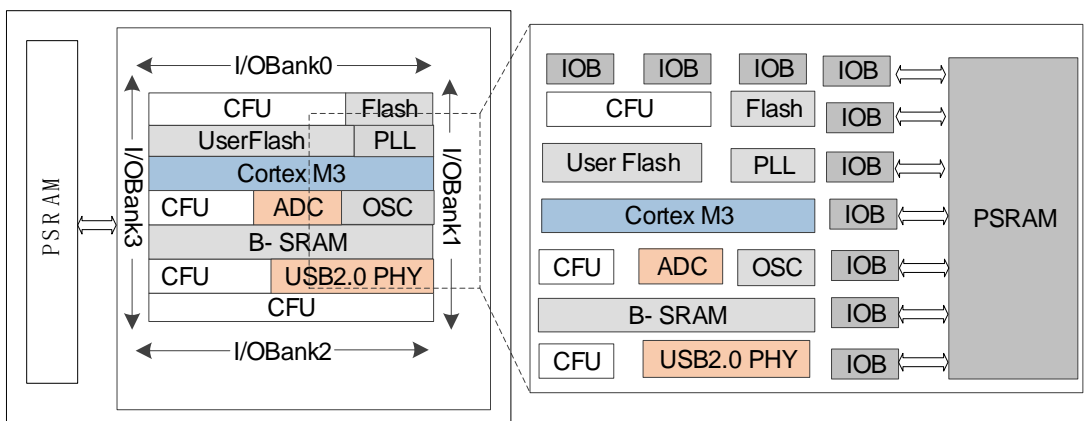 I/OBank0
PSRAM
I/OBank3
CFU Flash
UserFlash PLL
Cortex M3
CFU ADC OSC
B- SRAM
CFU USB2.0 PHY
CFU
I/OBank1
I/OBank2
IOB IOB IOB IOB
CFU Flash IOB
User Flash PLL IOB
Cortex M3 IOB
PSRAM
CFU ADC OSC IOB
B- SRAM IOB
CFU USB2.0 PHY IOB